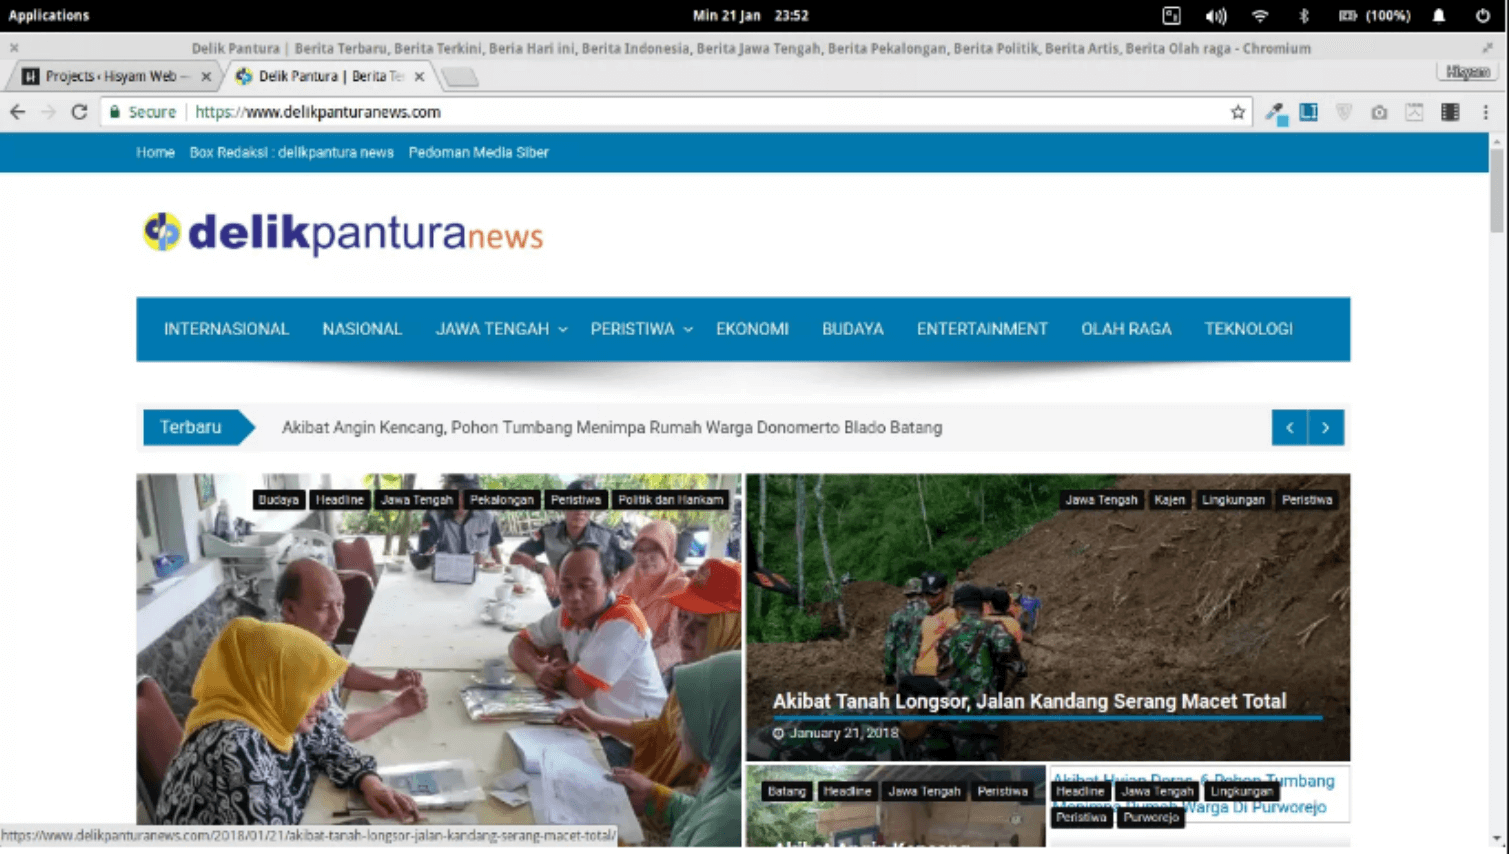 Applications
Min 21 Jan 23:52
(100%)
Delik Pantura | Berita Terbaru, Berita Terkini, Beria Hari ini, Berita Indonesia, Berita Jawa Tengah, Berita Pekalongan, Berita Politik, Berita Artis, Berita Olah raga - Chromium
Projects ‹ Hisyam Web —
Delik Pantura | Berita Te
Hisyam
Secure
https://www.delikpanturanews.com
Home Box Redaksi : delikpantura news Pedoman Media Siber
dp delikpanturanews
INTERNASIONAL NASIONAL JAWA TENGAH PERISTIWA EKONOMI BUDAYA ENTERTAINMENT OLAH RAGA TEKNOLOGI
Terbaru
Akibat Angin Kencang, Pohon Tumbang Menimpa Rumah Warga Donomerto Blado Batang
Budaya Headline Jawa Tengah Pekalongan Peristiwa Politik dan Hankam
Jawa Tengah Kajen Lingkungan Peristiwa
Akibat Tanah Longsor, Jalan Kandang Serang Macet Total
January 21, 2018
Batang Headline Jawa Tengah Peristiwa
Akibat Angin Kencang
Akibat Hujan Deras, 6 Pohon Tumbang
Headline Jawa Tengah Lingkungan
Menimpa Rumah Warga Di Purworejo
Peristiwa Purworejo
https://www.delikpanturanews.com/2018/01/21/akibat-tanah-longsor-jalan-kandang-serang-macet-total/